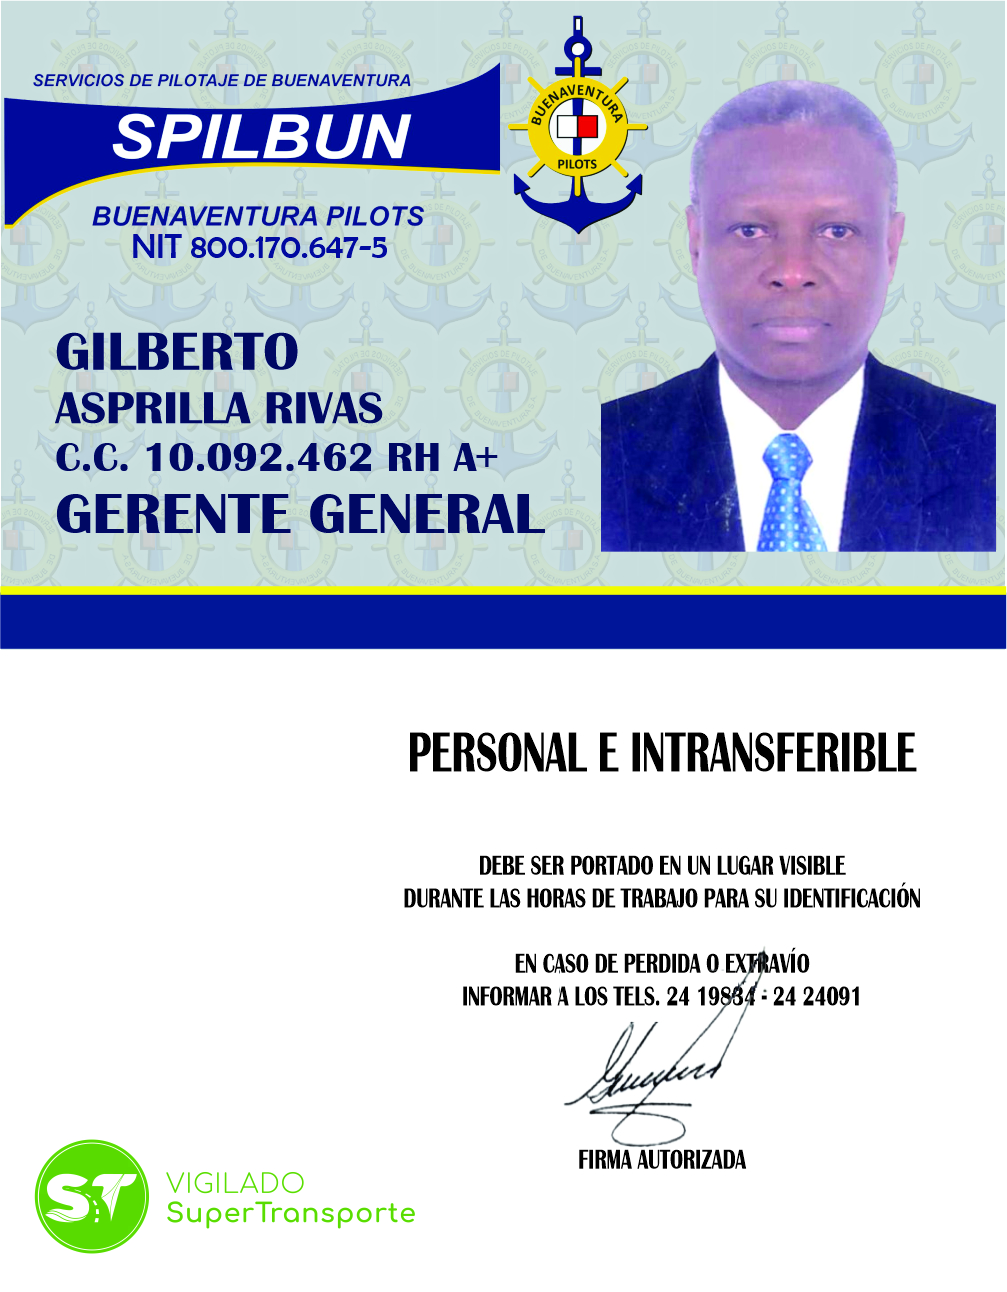 SERVICIOS DE PILOTAJE DE BUENAVENTURA
SPILBUN
BUENAVENTURA
PILOTS
BUENAVENTURA PILOTS
NIT 800.170.647-5
GILBERTO
ASPRILLA RIVAS
C.C. 10.092.462 RH A+
GERENTE GENERAL
PERSONAL E INTRANSFERIBLE
DEBE SER PORTADO EN UN LUGAR VISIBLE
DURANTE LAS HORAS DE TRABAJO PARA SU IDENTIFICACIÓN
EN CASO DE PERDIDA O EXTRAVÍO
INFORMAR A LOS TELS. 24 19834 - 24 24091
FIRMA AUTORIZADA
ST
VIGILADO
SuperTransporte